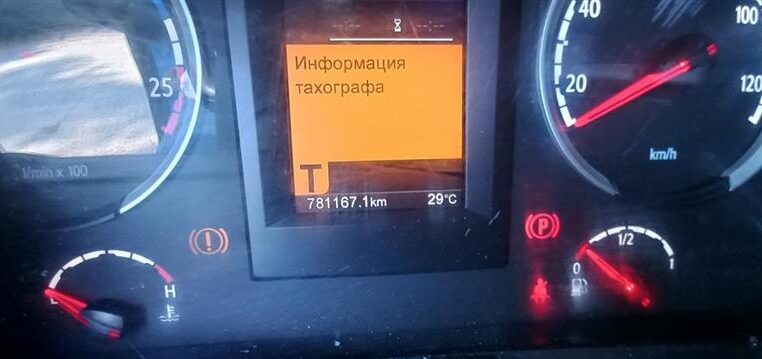 40
100
Информация
тахографа
25
20
120
1/min x 100
km/h
T
781167.1km 29°C
P
1/2
0
1
H